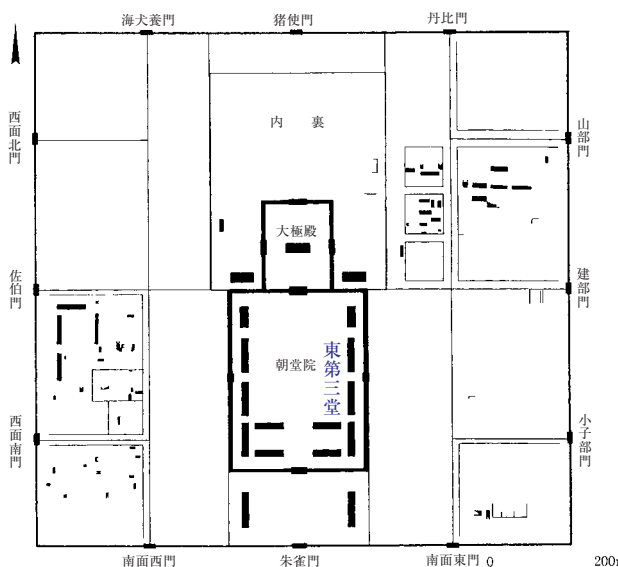 海犬養門
猪使門
丹比門
西面北門
山部門
内裏
大極殿
佐伯門
建部門
朝堂院
東第三堂
西面南門
小子部門
南面西門
朱雀門
南面東門
0
200m